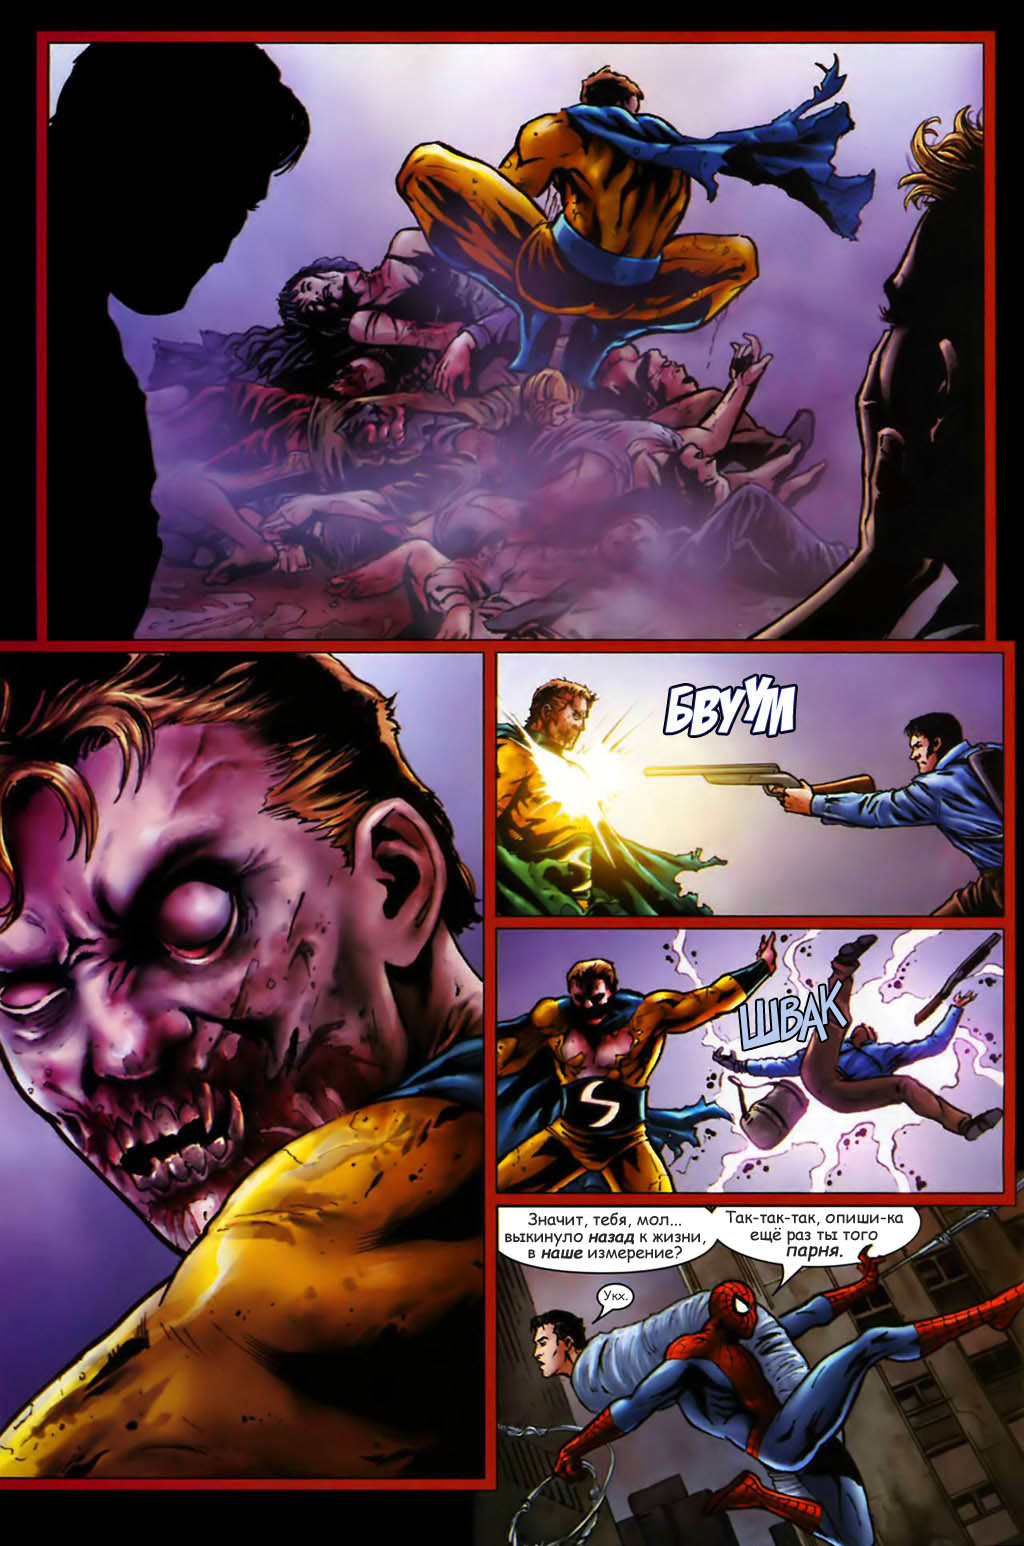 БВУУМ
ШВАК
S
Значит, тебя, мол...
выкинуло назад к жизни,
в наше измерение?
Так-так-так, опиши-ка
ещё раз ты того
парня.
Укх.